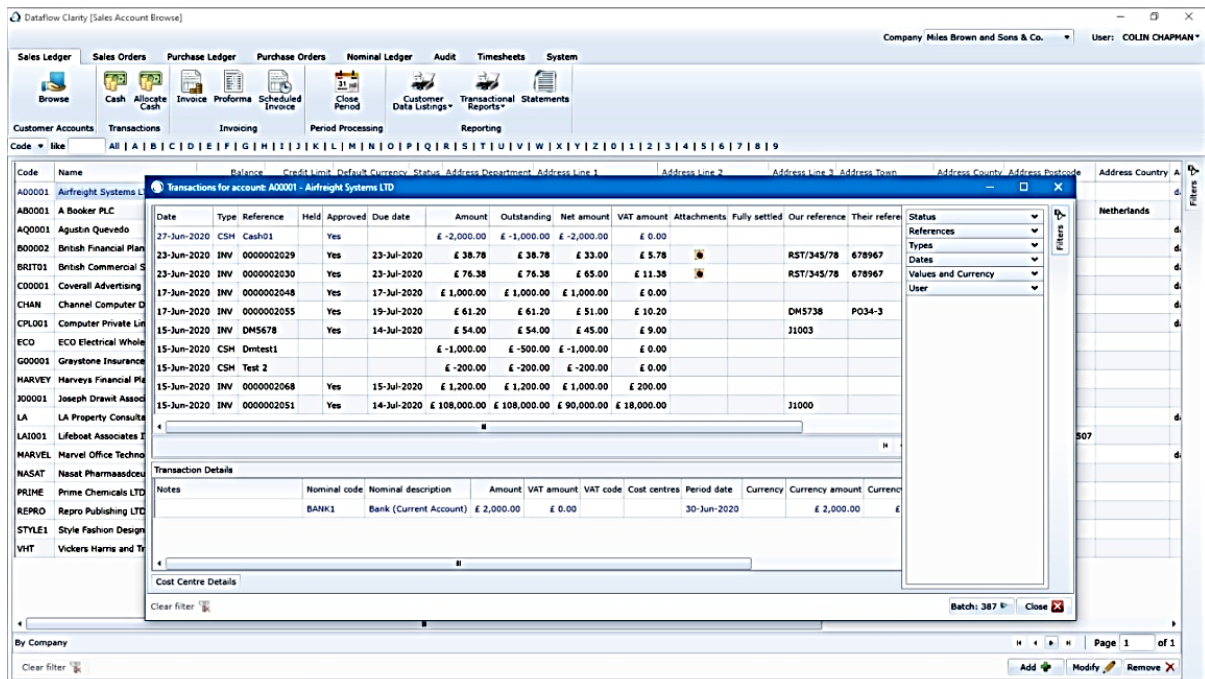 Dataflow Clarity [Sales Account Browse]
Company Miles Brown and Sons & Co. User: COLIN CHAPMAN
Sales Ledger Sales Orders Purchase Ledger Purchase Orders Nominal Ledger Audit Timesheets System
Browse Cash Allocate Cash Invoice Proforma Scheduled Invoice Close Period Customer Data Listings Transactional Reports Statements
Customer Accounts Transactions Invoicing Period Processing Reporting
Code like All | A | B | C | D | E | F | G | H | I | J | K | L | M | N | O | P | Q | R | S | T | U | V | W | X | Y | Z | 0 | 1 | 2 | 3 | 4 | 5 | 6 | 7 | 8 | 9
Code Name Balance Credit Limit Default Currency Status Address Department Address Line 1 Address Line 2 Address Line 3 Address Town Address County Address Postcode Address Country A
Filters
A00001 Airfreight Systems L
AB0001 A Booker PLC Netherlands
AQ0001 Agustin Quevedo
B00002 British Financial Plan
BRIT01 British Commercial S
C00001 Coverall Advertising
CHAN Channel Computer D
CPL001 Computer Private Lin
ECO ECO Electrical Whole
G00001 Graystone Insurance
HARVEY Harveys Financial Pla
J00001 Joseph Drawit Associ
LA LA Property Consulta
LAI001 Lifeboat Associates I 507
MARVEL Marvel Office Techno
NASAT Nasat Pharmaasdceu
PRIME Prime Chemicals LTD
REPRO Repro Publishing LTD
STYLE1 Style Fashion Design
VHT Vickers Harris and Tr
Transactions for account: A00001 - Airfreight Systems LTD
Date Type Reference Held Approved Due date Amount Outstanding Net amount VAT amount Attachments Fully settled Our reference Their refere
27-Jun-2020 CSH Cash01 Yes £ -2,000.00 £ -1,000.00 £ -2,000.00 £ 0.00
23-Jun-2020 INV 0000002029 Yes 23-Jul-2020 £ 38.78 £ 38.78 £ 33.00 £ 5.78 RST/345/78 678967
23-Jun-2020 INV 0000002030 Yes 23-Jul-2020 £ 76.38 £ 76.38 £ 65.00 £ 11.38 RST/345/78 678967
17-Jun-2020 INV 0000002048 Yes 17-Jul-2020 £ 1,000.00 £ 1,000.00 £ 1,000.00 £ 0.00
17-Jun-2020 INV 0000002055 Yes 19-Jul-2020 £ 61.20 £ 61.20 £ 51.00 £ 10.20 DM5738 PO34-3
15-Jun-2020 INV DM5678 Yes 14-Jul-2020 £ 54.00 £ 54.00 £ 45.00 £ 9.00 J1003
15-Jun-2020 CSH Dmtest1 £ -1,000.00 £ -500.00 £ -1,000.00 £ 0.00
15-Jun-2020 CSH Test 2 £ -200.00 £ -200.00 £ -200.00 £ 0.00
15-Jun-2020 INV 0000002068 Yes 15-Jul-2020 £ 1,200.00 £ 1,200.00 £ 1,000.00 £ 200.00
15-Jun-2020 INV 0000002051 Yes 14-Jul-2020 £ 108,000.00 £ 108,000.00 £ 90,000.00 £ 18,000.00 J1000
Status
References
Types
Dates
Values and Currency
User
Filters
Transaction Details
Notes Nominal code Nominal description Amount VAT amount VAT code Cost centres Period date Currency Currency amount Currenc
BANK1 Bank (Current Account) £ 2,000.00 £ 0.00 30-Jun-2020 £ 2,000.00 £
Cost Centre Details
Clear filter Batch: 387 Close
By Company Page 1 of 1
Clear filter Add Modify Remove